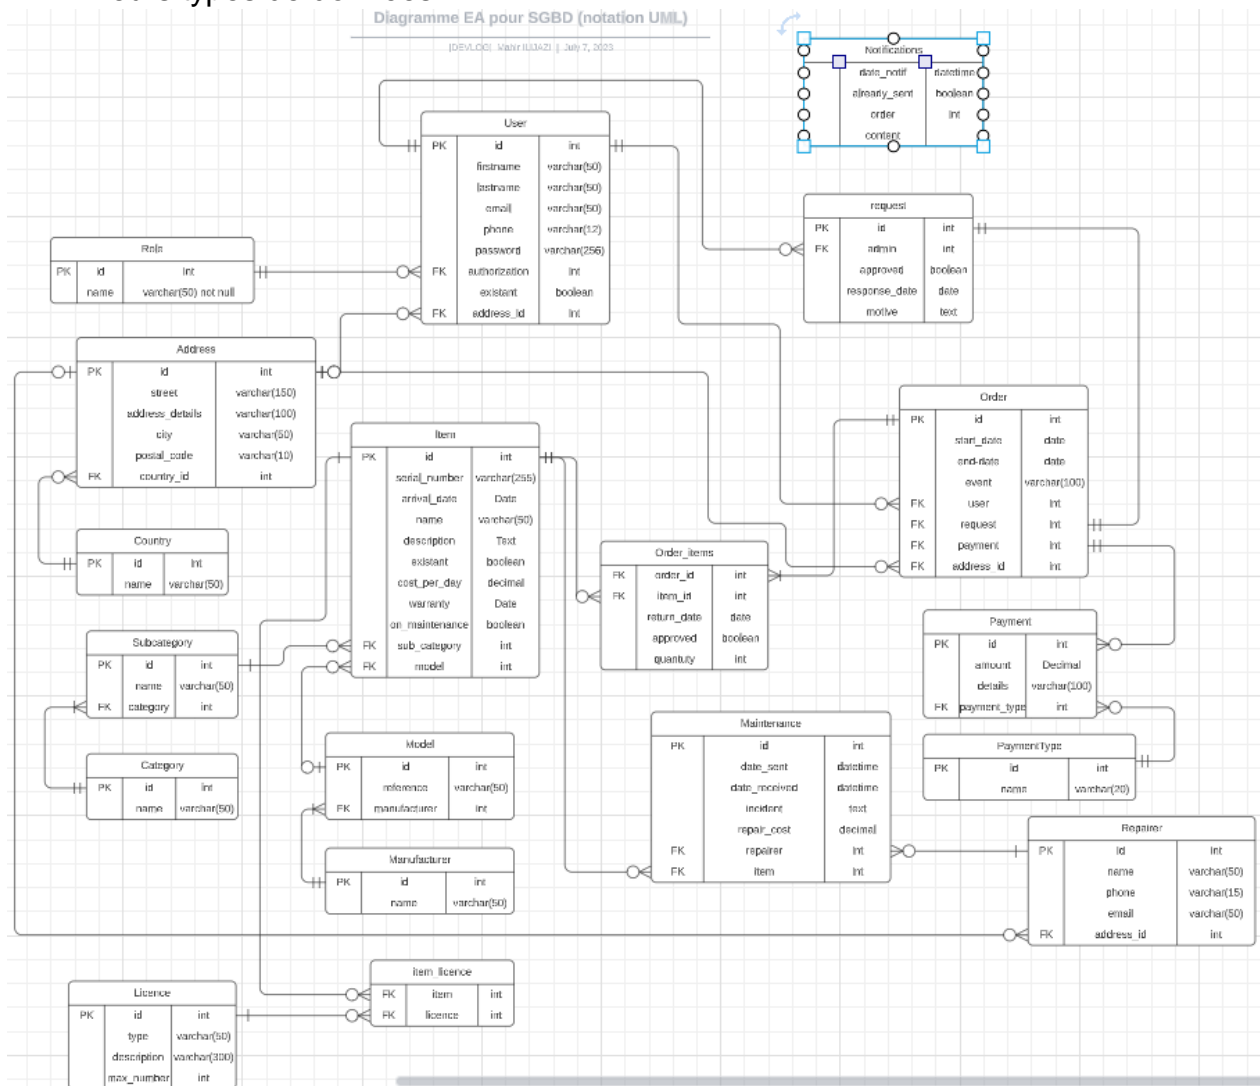 Diagramme EA pour SGBD (notation UML)
|DEVLOG| Mahir | July 7, 2023
Notifications
date_notif datetime
already_sent boolean
order int
content
User
PK id int
firstname varchar(50)
lastname varchar(50)
email varchar(50)
phone varchar(12)
password varchar(256)
FK authorization int
existant boolean
FK address_id int
request
PK id int
FK admin int
approved boolean
response_date date
motive text
Role
PK id int
name varchar(50) not null
Address
PK id int
street varchar(150)
address_details varchar(100)
city varchar(50)
postal_code varchar(10)
FK country_id int
Order
PK id int
start_date date
end-date date
event varchar(100)
FK user int
FK request int
FK payment int
FK address_id int
Item
PK id int
serial_number varchar(255)
arrival_date Date
name varchar(50)
description Text
existant boolean
cost_per_day decimal
warranty Date
on_maintenance boolean
FK sub_category int
FK model int
Country
PK id int
name varchar(50)
Order_items
FK order_id int
FK item_id int
return_date date
approved boolean
quantuty int
Payment
PK id int
amount Decimal
details varchar(100)
FK payment_type int
Subcategory
PK id int
name varchar(50)
FK category int
Maintenance
PK id int
date_sent datetime
date_received datetime
incident text
repair_cost decimal
FK repairer int
FK item int
Model
PK id int
reference varchar(50)
FK manufacturer int
PaymentType
PK id int
name varchar(20)
Category
PK id int
name varchar(50)
Repairer
PK id int
name varchar(50)
phone varchar(15)
email varchar(50)
FK address_id int
Manufacturer
PK id int
name varchar(50)
item_licence
FK item int
FK licence int
Licence
PK id int
type varchar(50)
description varchar(300)
max_number int